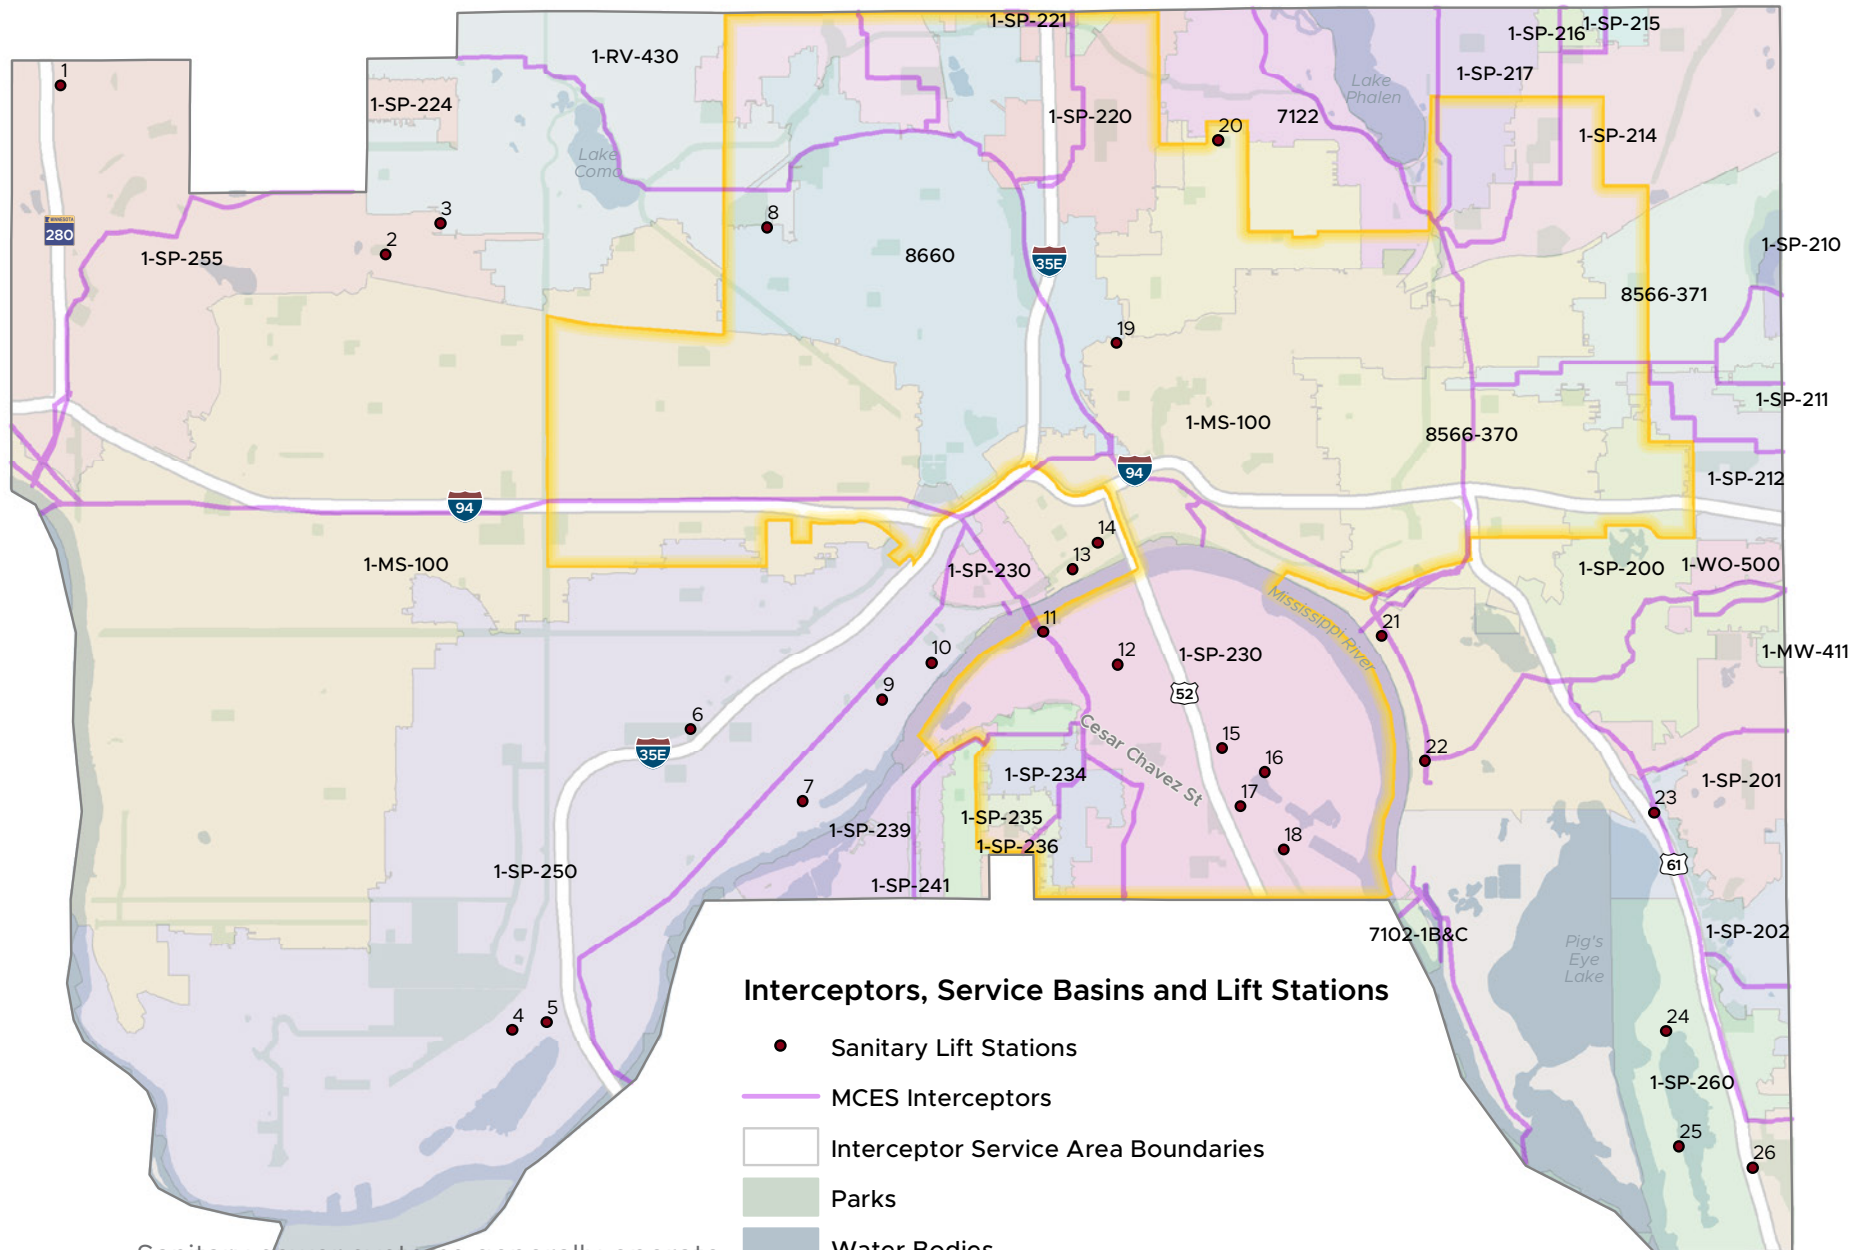 1-SP-221
1-SP-216
1-SP-215
1-RV-430
1-SP-217
1
1-SP-224
Lake
Phalen
1-SP-220
7122
20
1-SP-214
Lake
Como
3
8
MINNESOTA
280
2
1-SP-255
8660
35E
1-SP-210
8566-371
19
1-SP-211
1-MS-100
8566-370
94
94
1-SP-212
14
13
1-MS-100
1-SP-230
1-SP-200
1-WO-500
Mississippi River
11
21
10
12
1-SP-230
1-MW-411
9
52
6
35E
Cesar Chavez St
15
22
16
1-SP-234
1-SP-201
7
17
23
1-SP-235
1-SP-239
18
1-SP-236
61
1-SP-250
1-SP-241
7102-1B&C
1-SP-202
Pig's
Eye
Lake
4
5
24
1-SP-260
25
26
Interceptors, Service Basins and Lift Stations
Sanitary Lift Stations
MCES Interceptors
Interceptor Service Area Boundaries
Parks
Water Bodies